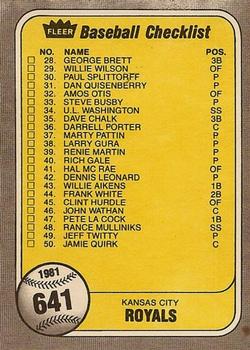 FLEER Baseball Checklist
NO. NAME POS.
28. GEORGE BRETT 3B
29. WILLIE WILSON OF
30. PAUL SPLITTORFF P
31. DAN QUISENBERRY P
32. AMOS OTIS OF
33. STEVE BUSBY P
34. U.L. WASHINGTON SS
35. DAVE CHALK 3B
36. DARRELL PORTER C
37. MARTY PATTIN P
38. LARRY GURA P
39. RENIE MARTIN P
40. RICH GALE P
41. HAL McRAE OF
42. DENNIS LEONARD P
43. WILLIE AIKENS 1B
44. FRANK WHITE 2B
45. CLINT HURDLE OF
46. JOHN WATHAN C
47. PETE LA COCK 1B
48. RANCE MULLINIKS SS
49. JEFF TWITTY P
50. JAMIE QUIRK C
1981
641
KANSAS CITY
ROYALS